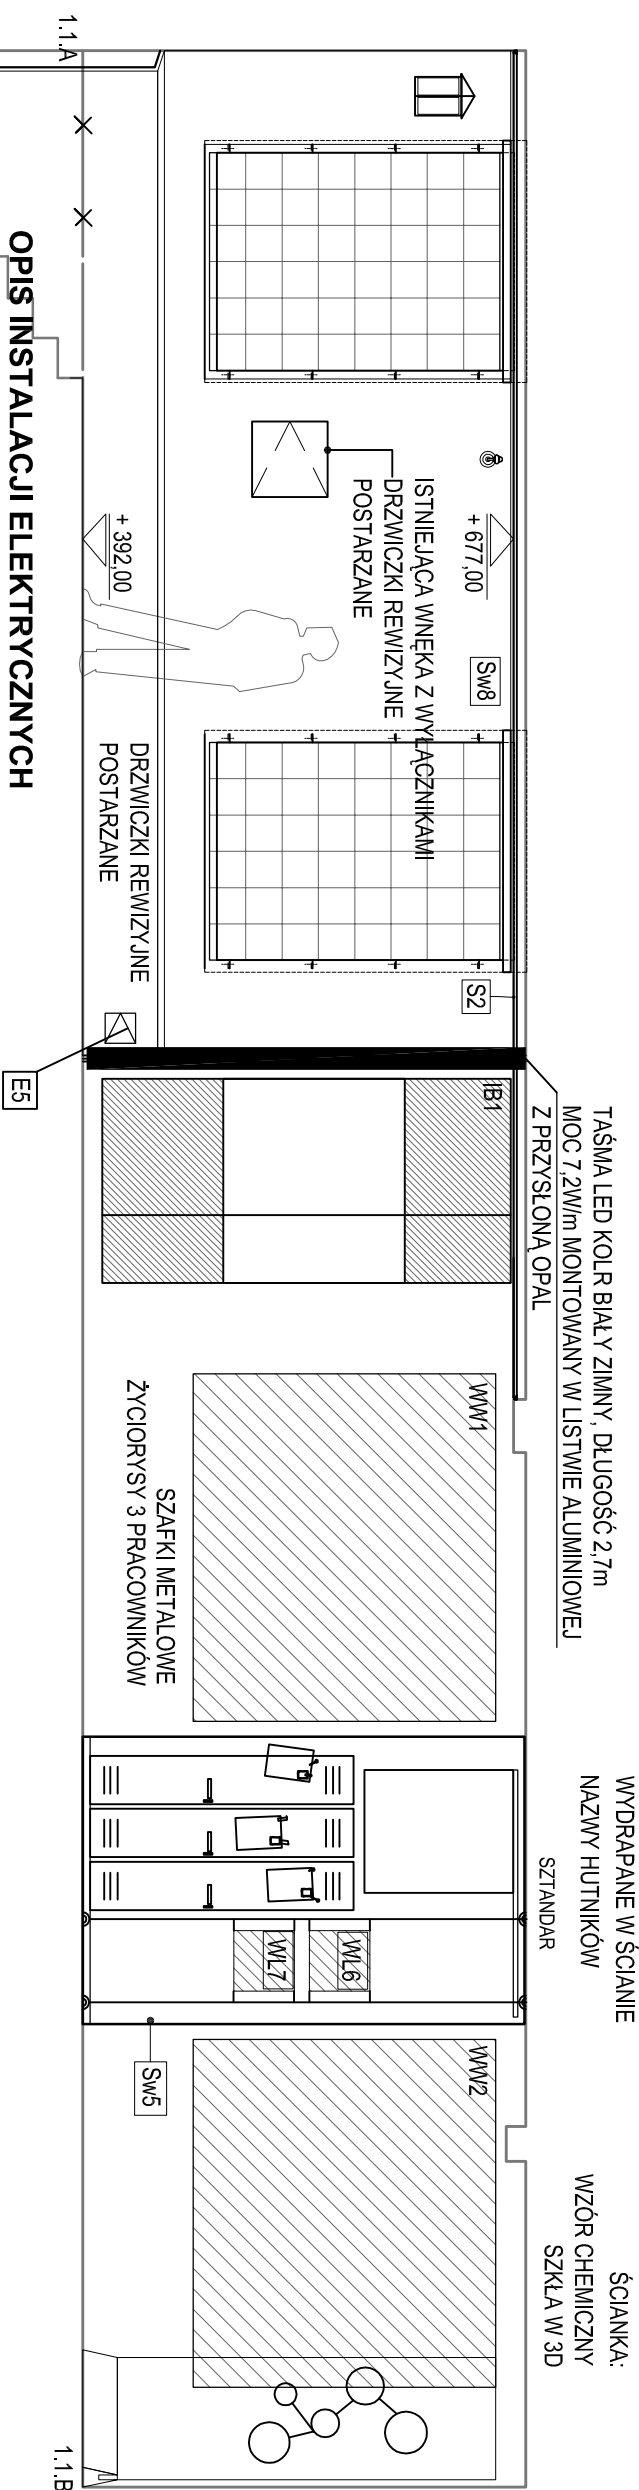 1.1.A
+ 677,00
+ 392,00
Sw8
ISTNIEJĄCA WNĘKA Z WYŁĄCZNIKAMI
DRZWICZKI REWIZYJNE
POSTARZANE
DRZWICZKI REWIZYJNE
POSTARZANE
S2
E5
TAŚMA LED KOLR BIAŁY ZIMNY, DŁUGOŚĆ 2,7m
MOC 7,2W/m MONTOWANY W LISTWIE ALUMINIOWEJ
Z PRZYSŁONĄ OPAL
IB1
WW1
SZAFKI METALOWE
ŻYCIORYSY 3 PRACOWNIKÓW
WYDRAPANE W ŚCIANIE
NAZWY HUTNIKÓW
SZTANDAR
WL6
WL7
Sw5
WW2
ŚCIANKA:
WZÓR CHEMICZNY
SZKŁA W 3D
1.1.B
OPIS INSTALACJI ELEKTRYCZNYCH